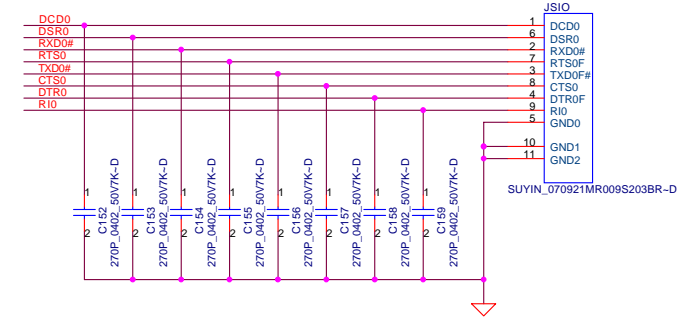 JSIO
DCD0 1 DCD0
DSR0 6 DSR0
RXD0# 2 RXD0#
RTS0 7 RTS0F
TXD0# 3 TXD0F#
CTS0 8 CTS0
DTR0 4 DTR0F
RI0 9 RI0
5 GND0
10 GND1
11 GND2
SUYIN_070921MR009S203BR~D
1 1 1 1 1 1 1 1
2 2 2 2 2 2 2 2
C152
270P_0402_50V7K~D
C153
270P_0402_50V7K~D
C154
270P_0402_50V7K~D
C155
270P_0402_50V7K~D
C156
270P_0402_50V7K~D
C157
270P_0402_50V7K~D
C158
270P_0402_50V7K~D
C159
270P_0402_50V7K~D